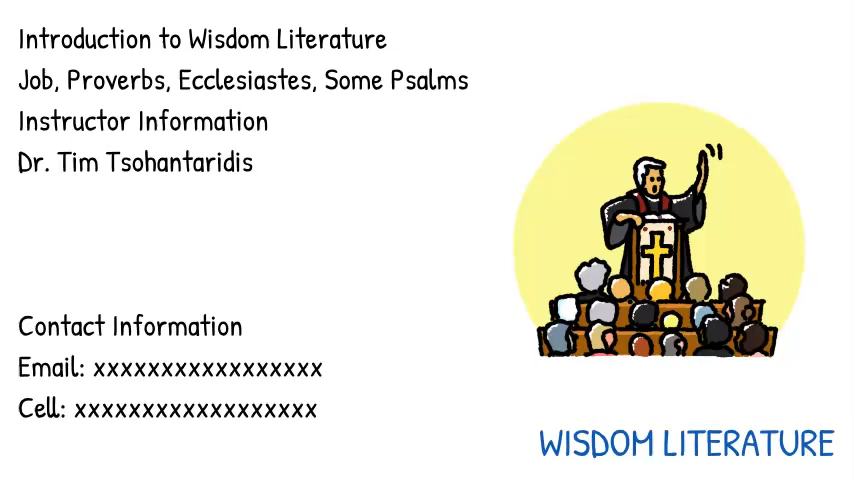 Introduction to Wisdom Literature
Job, Proverbs, Ecclesiastes, Some Psalms
Instructor Information
Dr. Tim Tsohantaridis
Contact Information
Email: xxxxxxxxxxxxxxxxx
Cell: xxxxxxxxxxxxxxxxxx
WISDOM LITERATURE